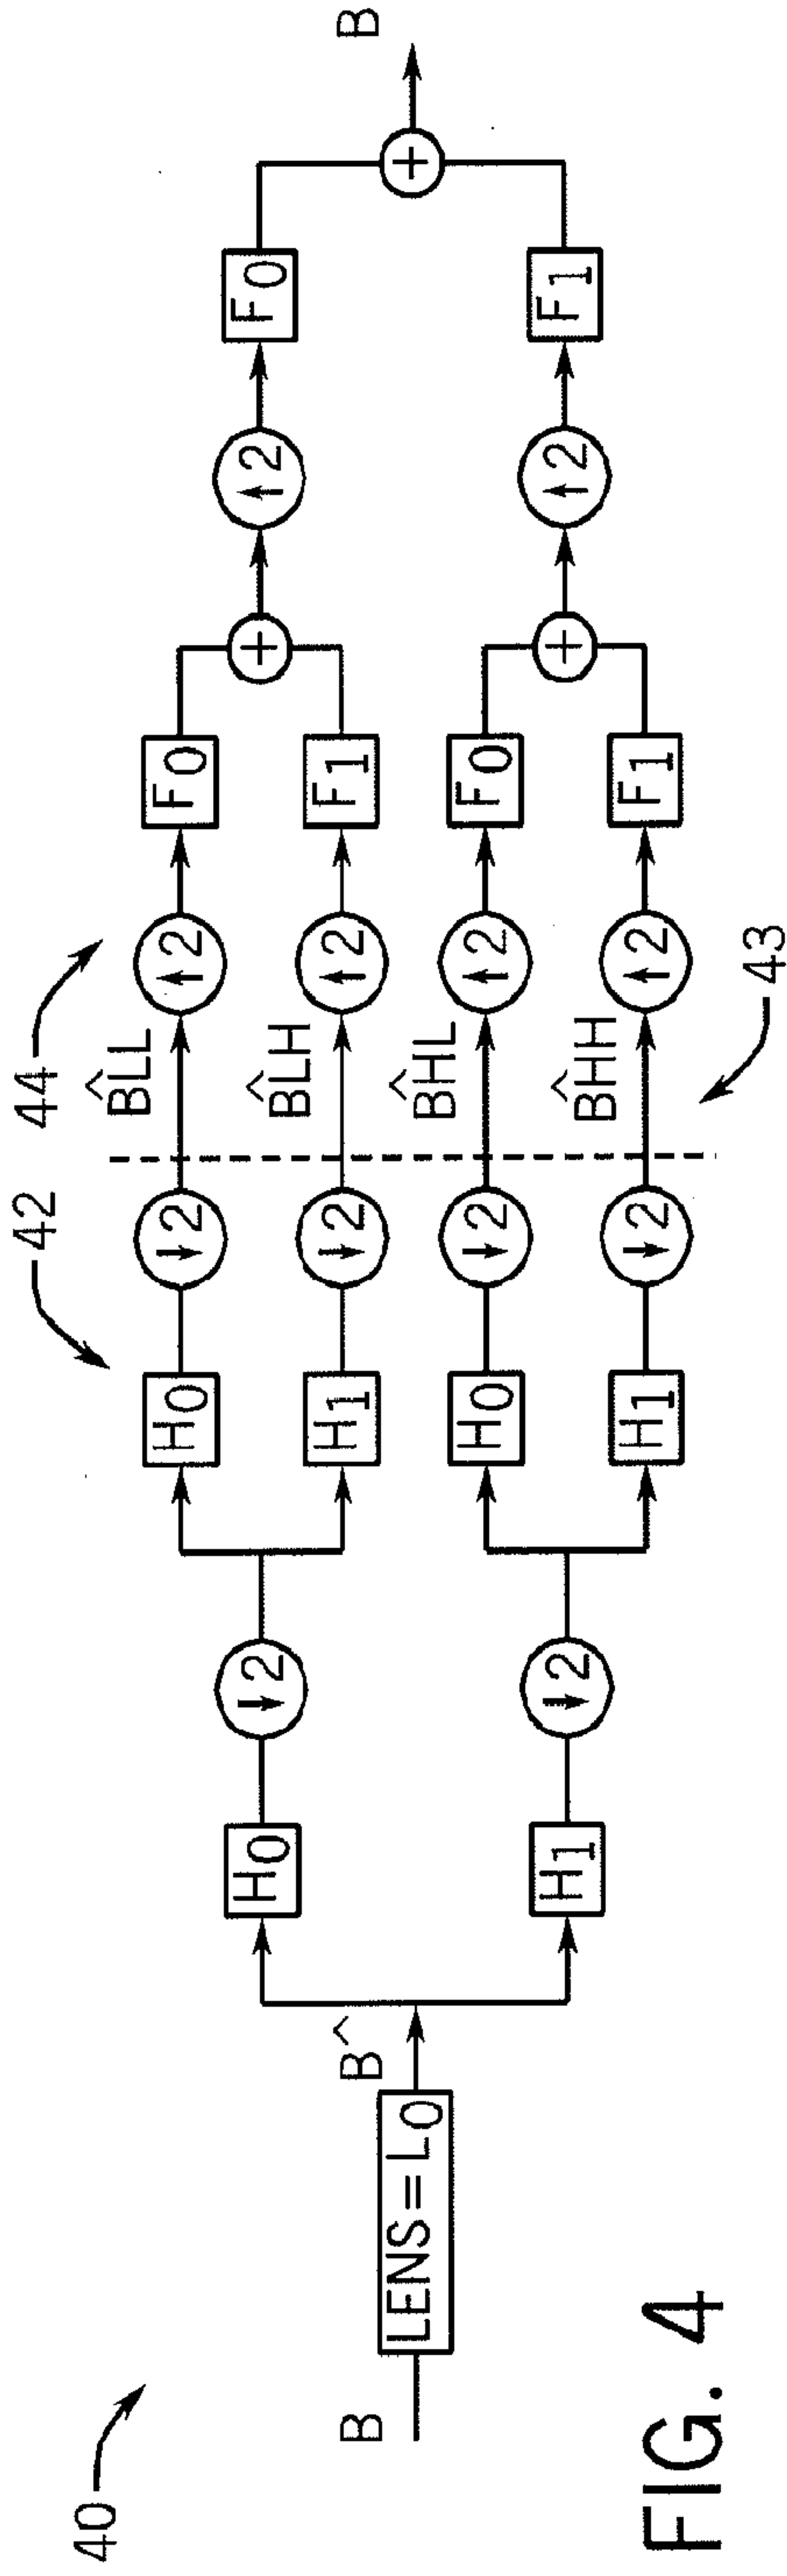 42 44
40
B̂LL
H0 ↓2 ↑2 F0
H0 ↓2 + ↑2 F0
B̂LH
H1 ↓2 ↑2 F1
B B̂ B
LENS=L0 +
B̂HL
H0 ↓2 ↑2 F0
H1 ↓2 + ↑2 F1
B̂HH
H1 ↓2 ↑2 F1
43
FIG. 4